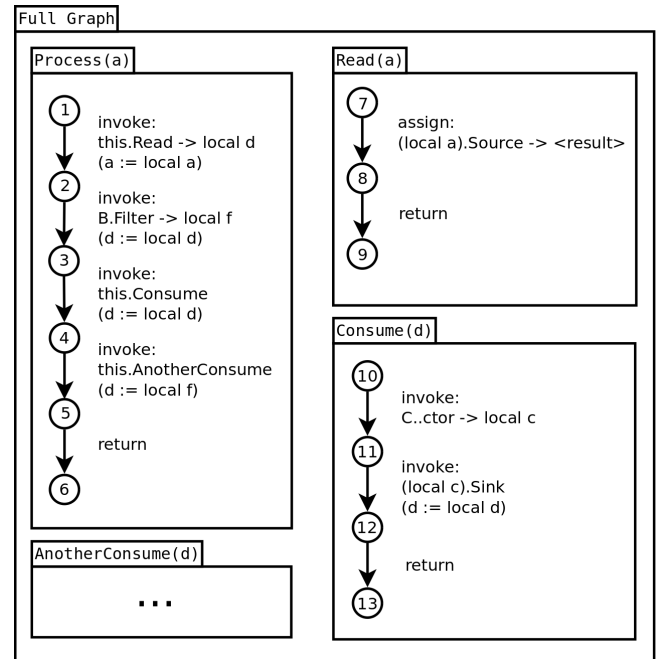 Full Graph
Process(a)
1
invoke:
this.Read -> local d
(a := local a)
2
invoke:
B.Filter -> local f
(d := local d)
3
invoke:
this.Consume
(d := local d)
4
invoke:
this.AnotherConsume
(d := local f)
5
return
6
AnotherConsume(d)
...
Read(a)
7
assign:
(local a).Source -> <result>
8
return
9
Consume(d)
10
invoke:
C..ctor -> local c
11
invoke:
(local c).Sink
(d := local d)
12
return
13